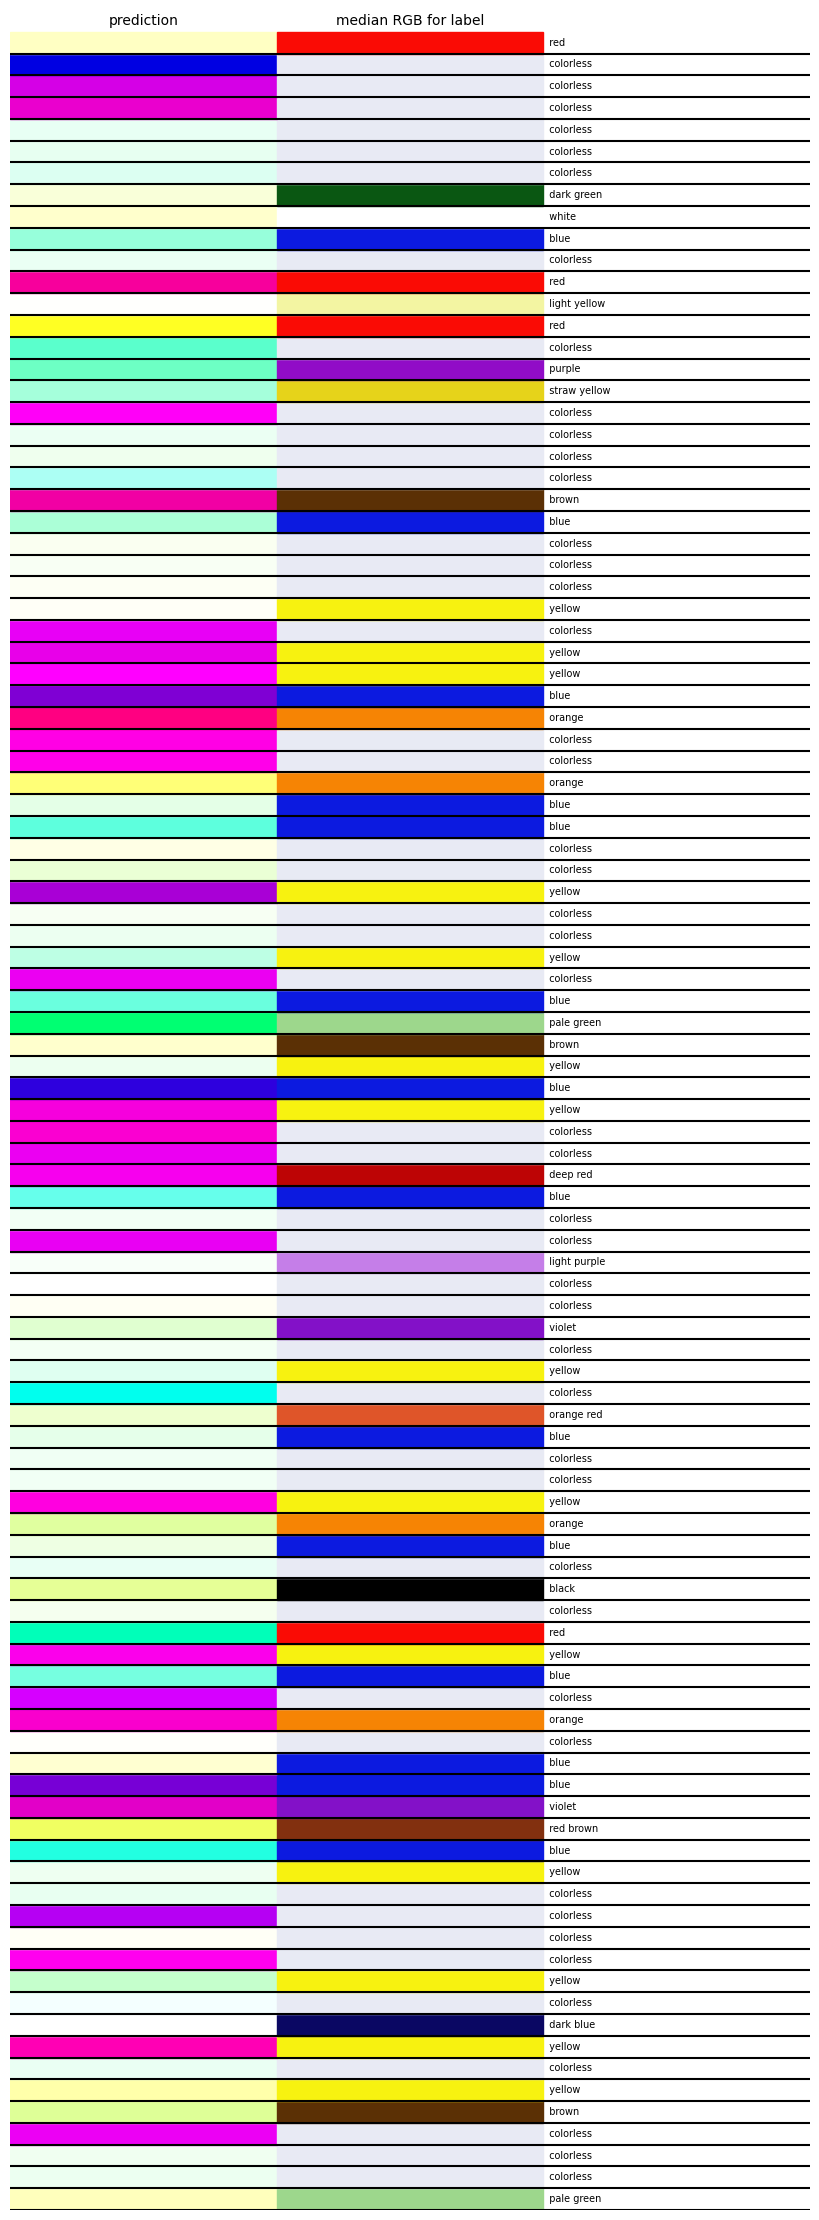 prediction median RGB for label
red
colorless
colorless
colorless
colorless
colorless
colorless
dark green
white
blue
colorless
red
light yellow
red
colorless
purple
straw yellow
colorless
colorless
colorless
colorless
brown
blue
colorless
colorless
colorless
yellow
colorless
yellow
yellow
blue
orange
colorless
colorless
orange
blue
blue
colorless
colorless
yellow
colorless
colorless
yellow
colorless
blue
pale green
brown
yellow
blue
yellow
colorless
colorless
deep red
blue
colorless
colorless
light purple
colorless
colorless
violet
colorless
yellow
colorless
orange red
blue
colorless
colorless
yellow
orange
blue
colorless
black
colorless
red
yellow
blue
colorless
orange
colorless
blue
blue
violet
red brown
blue
yellow
colorless
colorless
colorless
colorless
yellow
colorless
dark blue
yellow
colorless
yellow
brown
colorless
colorless
colorless
pale green